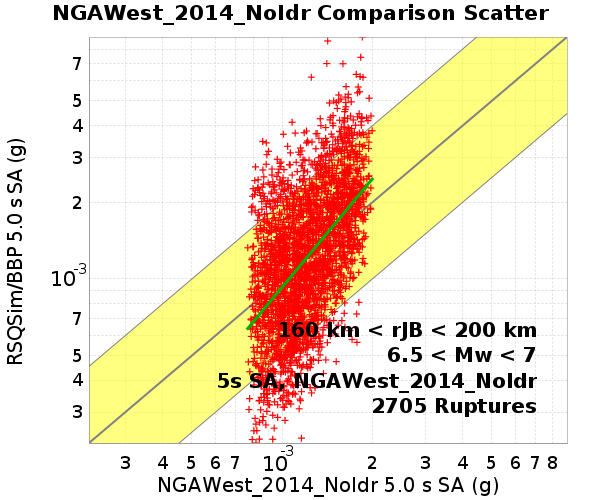 NGAWest_2014_NoIdr Comparison Scatter
RSQSim/BBP 5.0 s SA (g)
7
5
4
3
2
10-3
7
5
4
3
160 km < rJB < 200 km
6.5 < Mw < 7
5s SA, NGAWest_2014_NoIdr
2705 Ruptures
3 4 5 6 7 10-3 2 3 4 5 6 7 8
NGAWest_2014_NoIdr 5.0 s SA (g)